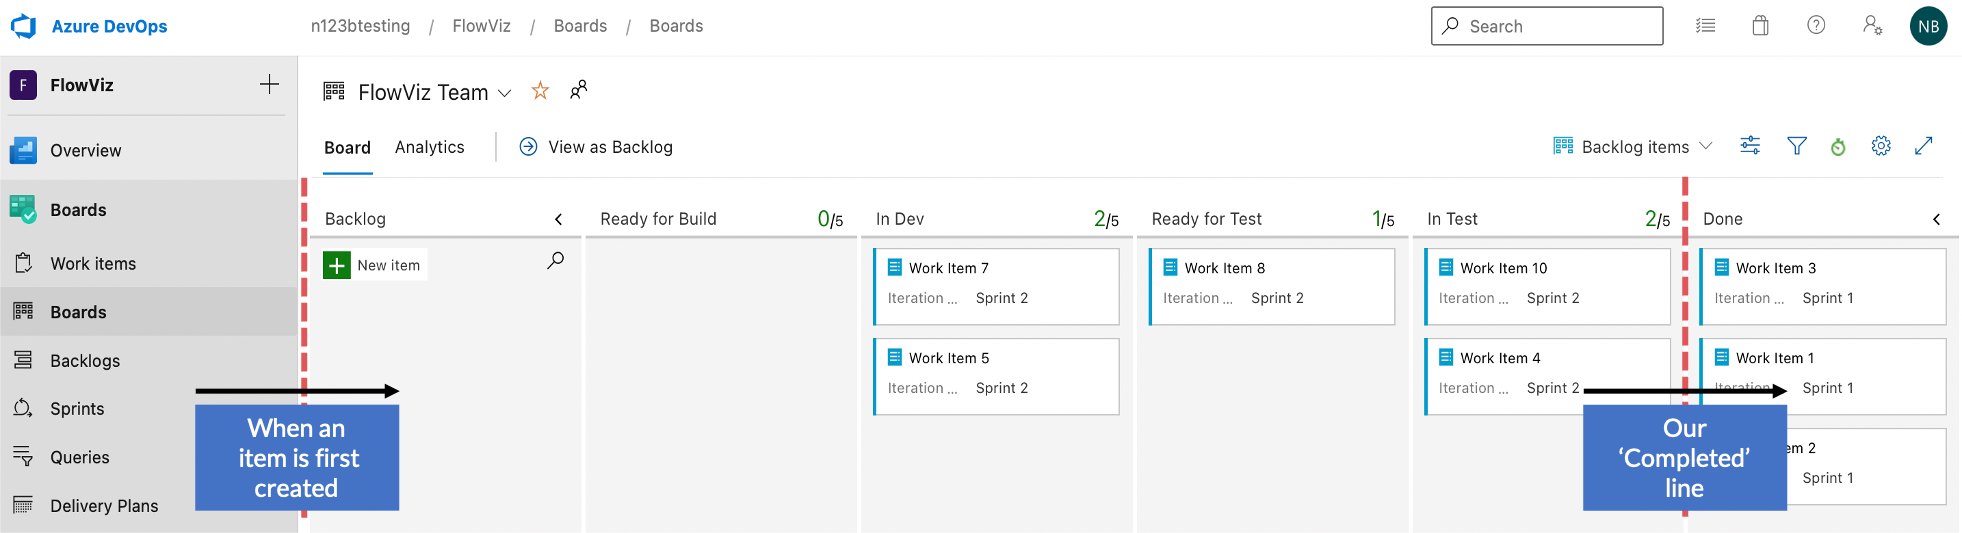 Azure DevOps
n123btesting / FlowViz / Boards / Boards
Search
NB
F FlowViz
FlowViz Team
Overview
Board Analytics View as Backlog
Backlog items
Boards
Work items
Boards
Backlogs
Sprints
Queries
Delivery Plans
Backlog
New item
Ready for Build 0/5
In Dev 2/5
Work Item 7
Iteration ... Sprint 2
Work Item 5
Iteration ... Sprint 2
Ready for Test 1/5
Work Item 8
Iteration ... Sprint 2
In Test 2/5
Work Item 10
Iteration ... Sprint 2
Work Item 4
Iteration ... Sprint 2
Done
Work Item 3
Iteration ... Sprint 1
Work Item 1
Iteration ... Sprint 1
em 2
Sprint 1
When an
item is first
created
Our
‘Completed’
line